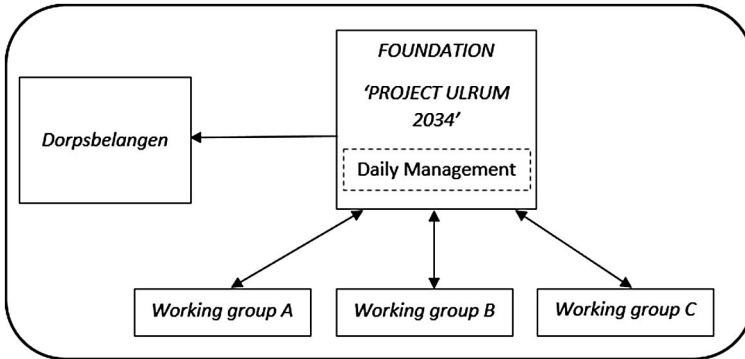 FOUNDATION
‘PROJECT ULRUM
2034’
Dorpsbelangen
Daily Management
Working group A
Working group B
Working group C